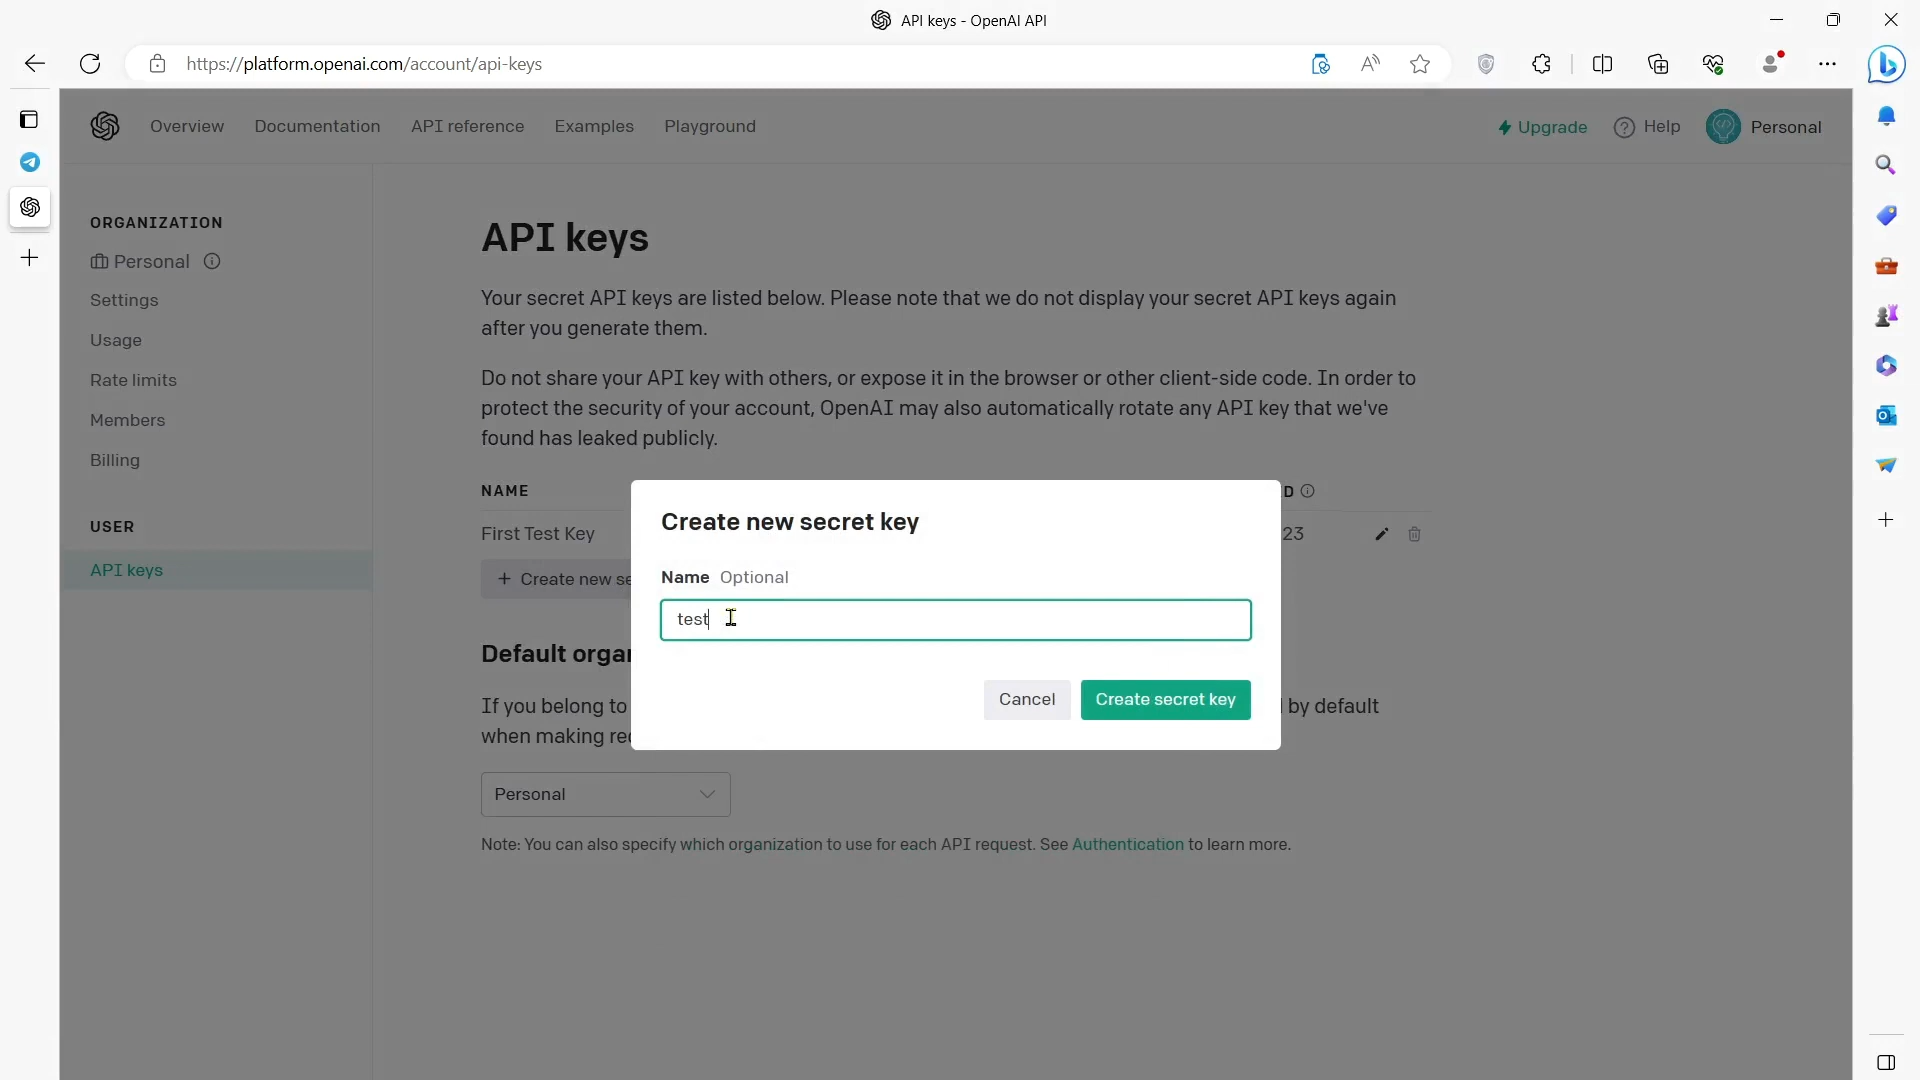 API keys - OpenAI API
https://platform.openai.com/account/api-keys
Overview Documentation API reference Examples Playground Upgrade Help Personal
ORGANIZATION
Personal
Settings
Usage
Rate limits
Members
Billing
USER
API keys
API keys
Your secret API keys are listed below. Please note that we do not display your secret API keys again
after you generate them.
Do not share your API key with others, or expose it in the browser or other client-side code. In order to
protect the security of your account, OpenAI may also automatically rotate any API key that we've
found has leaked publicly.
NAME D
First Test Key 23
+ Create new se
Create new secret key
Name Optional
test
Cancel Create secret key
Default organ
If you belong to by default
when making re
Personal
Note: You can also specify which organization to use for each API request. See Authentication to learn more.